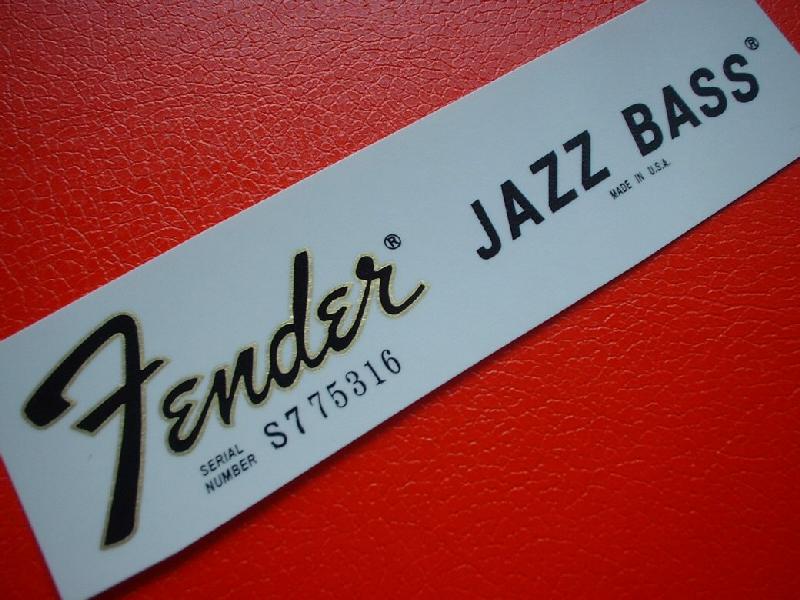 Fender®
SERIAL
NUMBER S775316
JAZZ BASS®
MADE IN U.S.A.